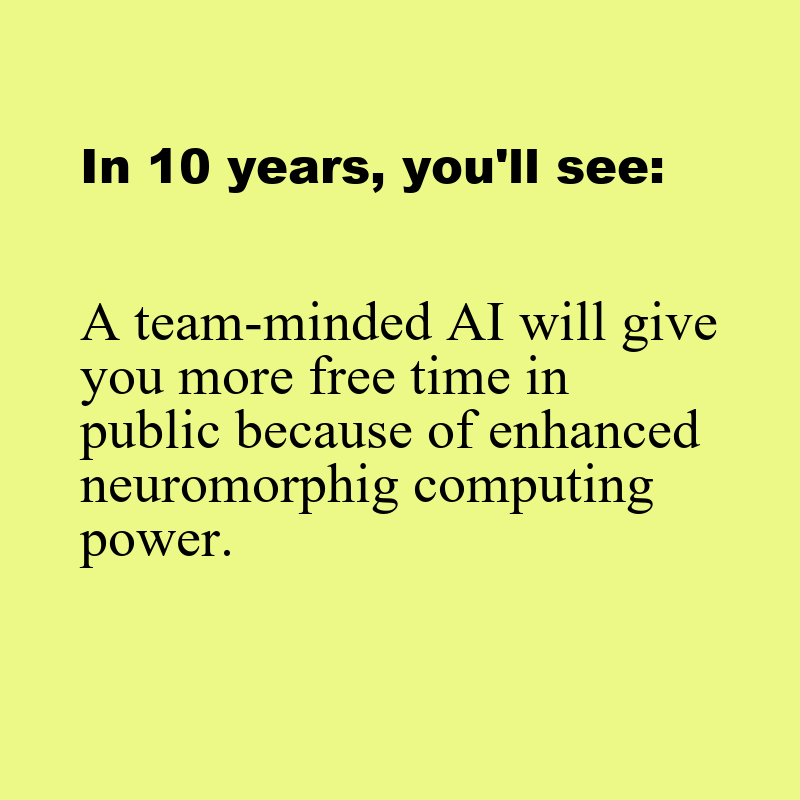 In 10 years, you'll see:
A team-minded AI will give
you more free time in
public because of enhanced
neuromorphig computing
power.